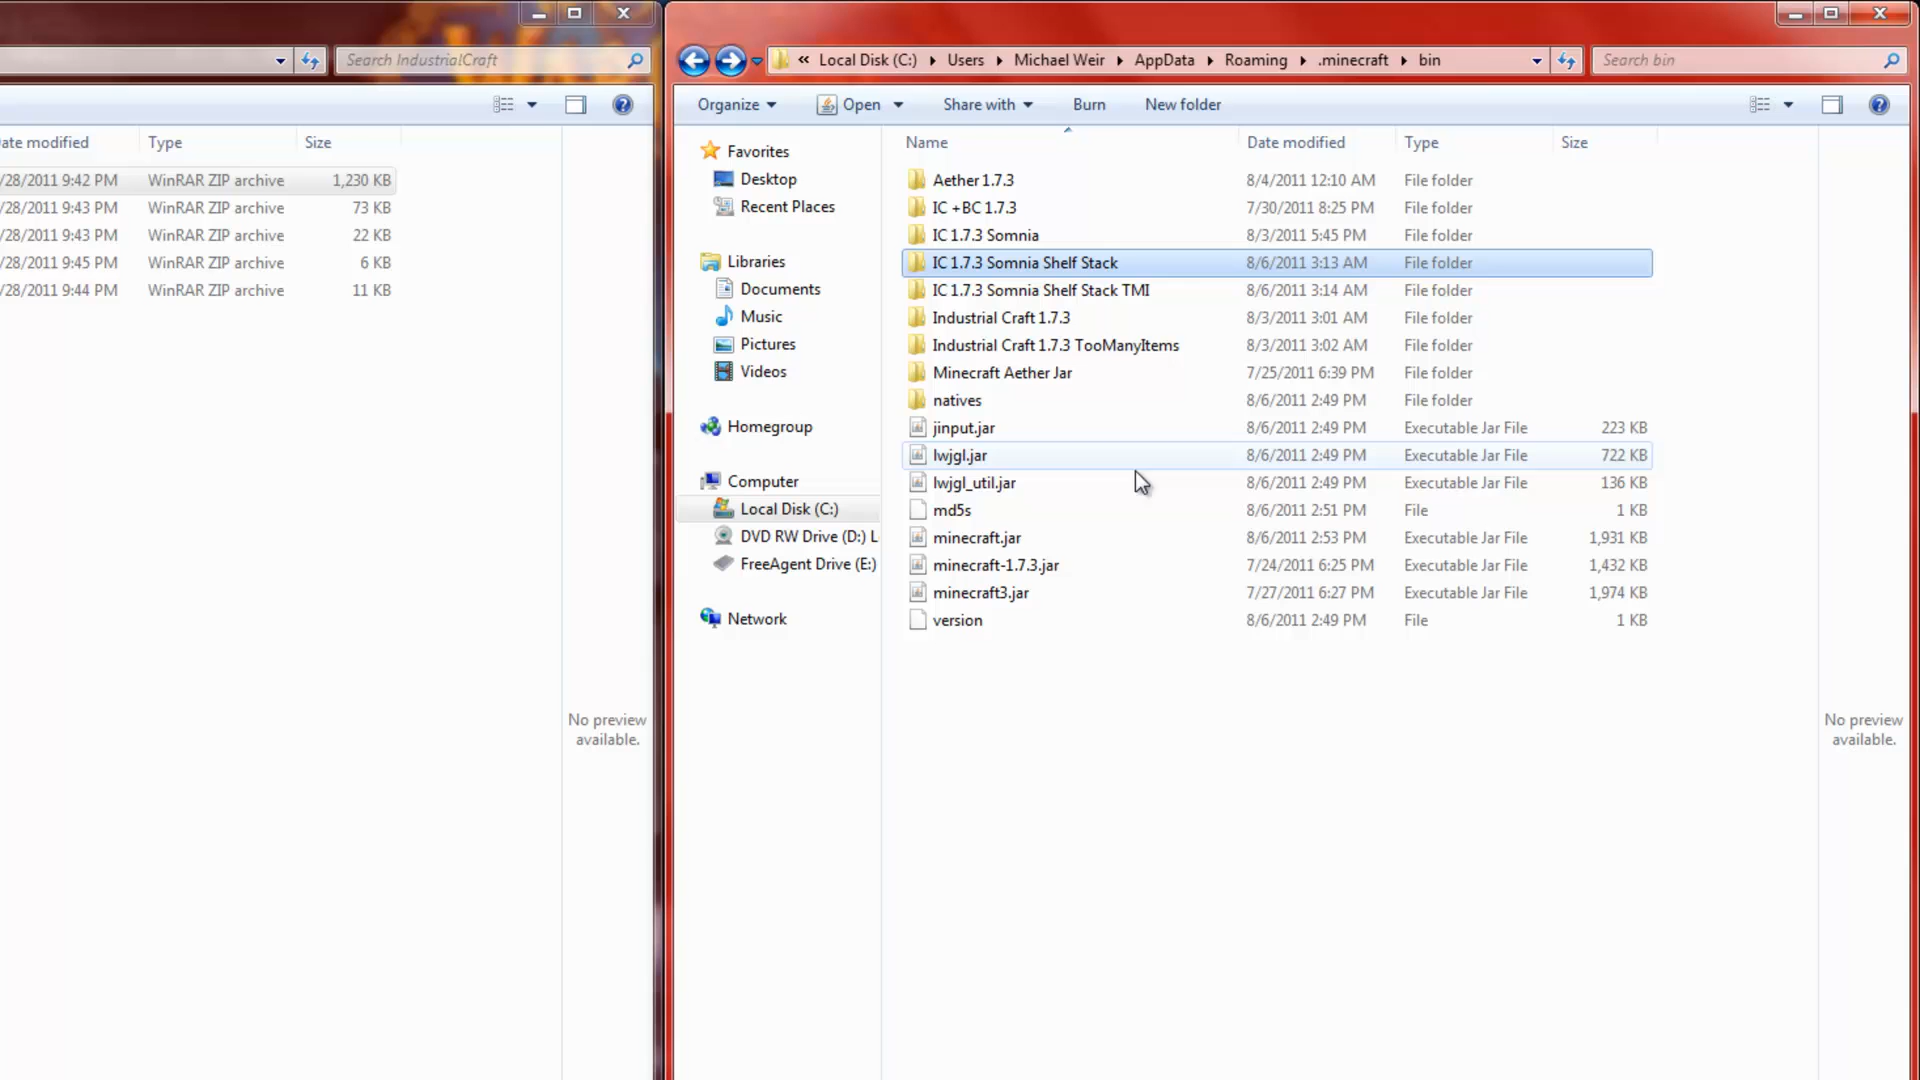 Search IndustrialCraft
ate modified Type Size
/28/2011 9:42 PM WinRAR ZIP archive 1,230 KB
/28/2011 9:43 PM WinRAR ZIP archive 73 KB
/28/2011 9:43 PM WinRAR ZIP archive 22 KB
/28/2011 9:45 PM WinRAR ZIP archive 6 KB
/28/2011 9:44 PM WinRAR ZIP archive 11 KB
No preview
available.
« Local Disk (C:) Users Michael Weir AppData Roaming .minecraft bin
Search bin
Organize Open Share with Burn New folder
Favorites
Desktop
Recent Places
Libraries
Documents
Music
Pictures
Videos
Homegroup
Computer
Local Disk (C:)
DVD RW Drive (D:) L
FreeAgent Drive (E:)
Network
Name Date modified Type Size
Aether 1.7.3 8/4/2011 12:10 AM File folder
IC +BC 1.7.3 7/30/2011 8:25 PM File folder
IC 1.7.3 Somnia 8/3/2011 5:45 PM File folder
IC 1.7.3 Somnia Shelf Stack 8/6/2011 3:13 AM File folder
IC 1.7.3 Somnia Shelf Stack TMI 8/6/2011 3:14 AM File folder
Industrial Craft 1.7.3 8/3/2011 3:01 AM File folder
Industrial Craft 1.7.3 TooManyItems 8/3/2011 3:02 AM File folder
Minecraft Aether Jar 7/25/2011 6:39 PM File folder
natives 8/6/2011 2:49 PM File folder
jinput.jar 8/6/2011 2:49 PM Executable Jar File 223 KB
lwjgl.jar 8/6/2011 2:49 PM Executable Jar File 722 KB
lwjgl_util.jar 8/6/2011 2:49 PM Executable Jar File 136 KB
md5s 8/6/2011 2:51 PM File 1 KB
minecraft.jar 8/6/2011 2:53 PM Executable Jar File 1,931 KB
minecraft-1.7.3.jar 7/24/2011 6:25 PM Executable Jar File 1,432 KB
minecraft3.jar 7/27/2011 6:27 PM Executable Jar File 1,974 KB
version 8/6/2011 2:49 PM File 1 KB
No preview
available.